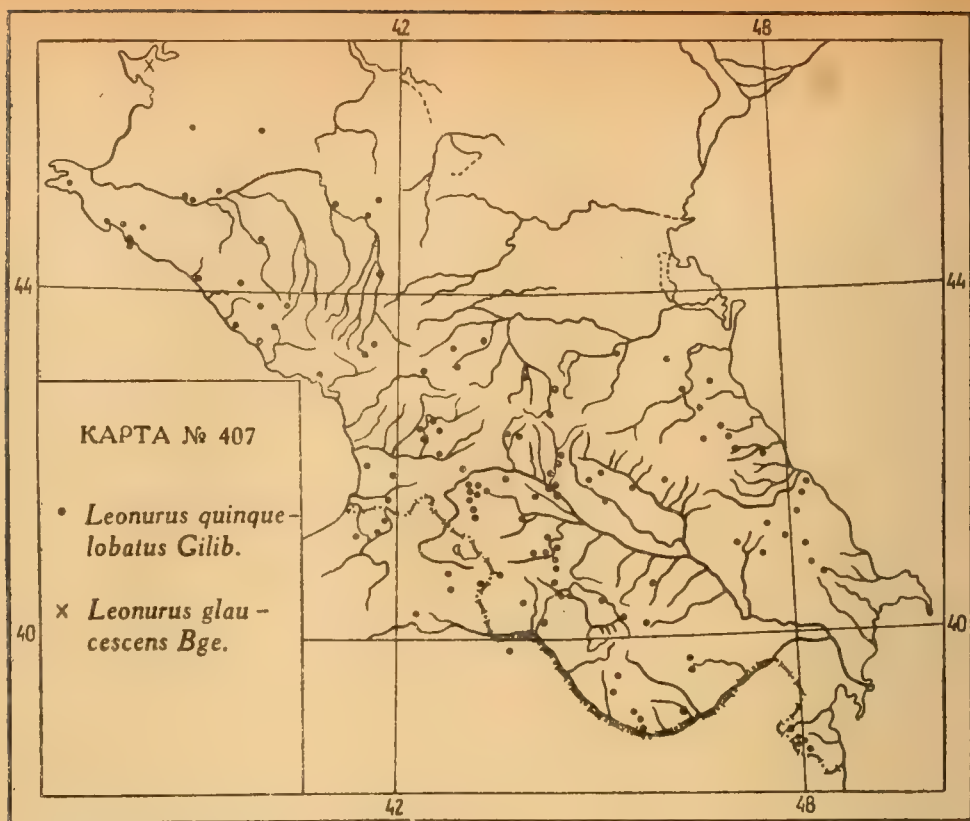 42 48
44 44
КАРТА № 407
Leonurus quinque-
lobatus Gilib.
× Leonurus glau-
cescens Bge.
40 40
42 48